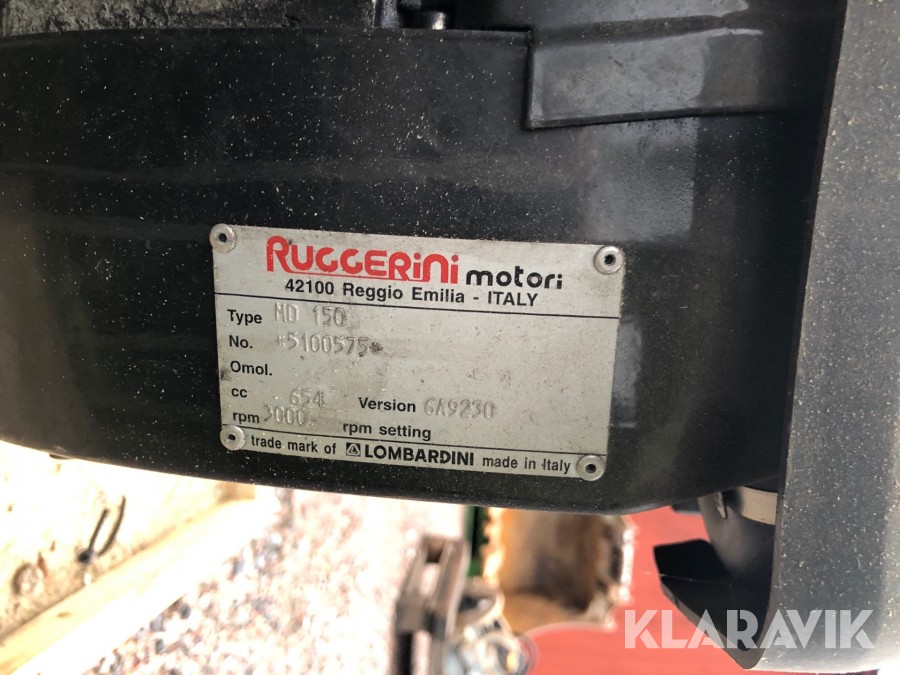 RUGGERiNi motori
42100 Reggio Emilia - ITALY
Type MD 150
No. *5100575*
Omol.
cc 654 Version 6A9230
rpm 3000 rpm setting
trade mark of LOMBARDINI made in Italy
KLARAVIK